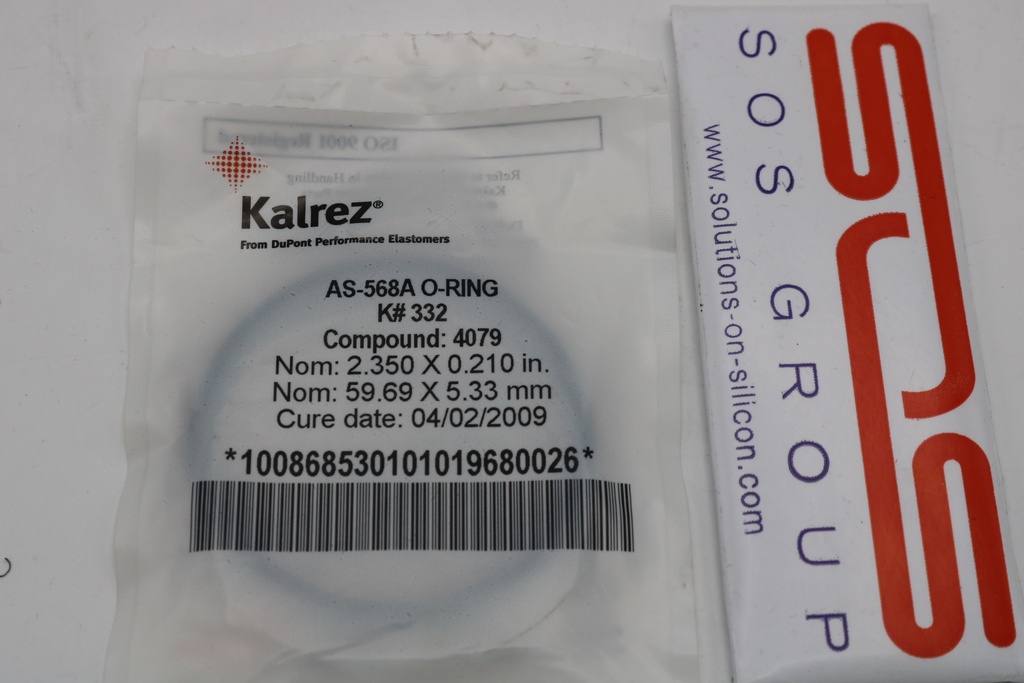 ISO 9001 Registered
Kalrez®
From DuPont Performance Elastomers
AS-568A O-RING
K# 332
Compound: 4079
Nom: 2.350 X 0.210 in.
Nom: 59.69 X 5.33 mm
Cure date: 04/02/2009
*100868530101019680026*
SOS
SOS GROUP
www.solutions-on-silicon.com